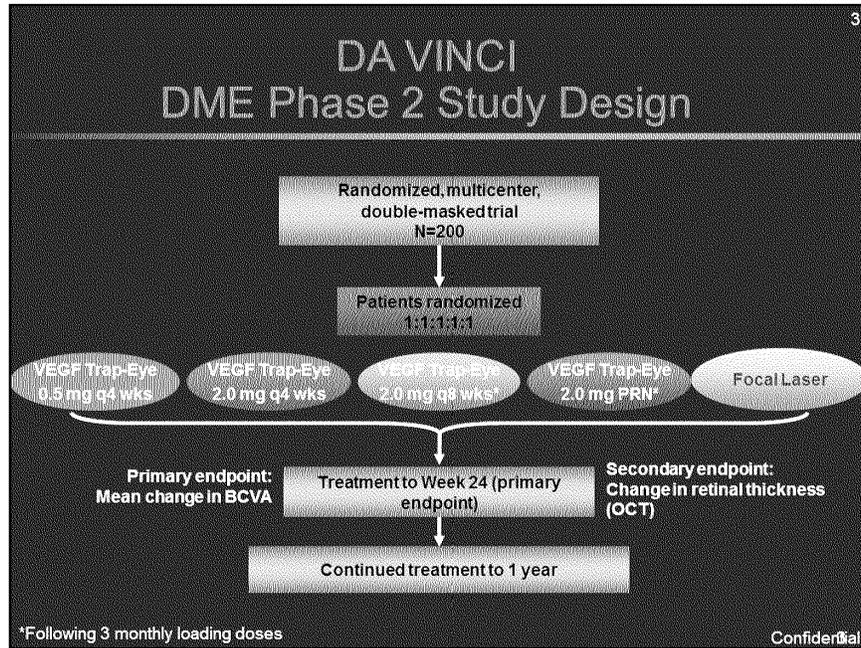 3
DA VINCI
DME Phase 2 Study Design
Randomized, multicenter,
double-masked trial
N=200
Patients randomized
1:1:1:1:1
VEGF Trap-Eye
0.5 mg q4 wks
VEGF Trap-Eye
2.0 mg q4 wks
VEGF Trap-Eye
2.0 mg q8 wks*
VEGF Trap-Eye
2.0 mg PRN*
Focal Laser
Primary endpoint:
Mean change in BCVA
Treatment to Week 24 (primary
endpoint)
Secondary endpoint:
Change in retinal thickness
(OCT)
Continued treatment to 1 year
*Following 3 monthly loading doses
Confidential
3